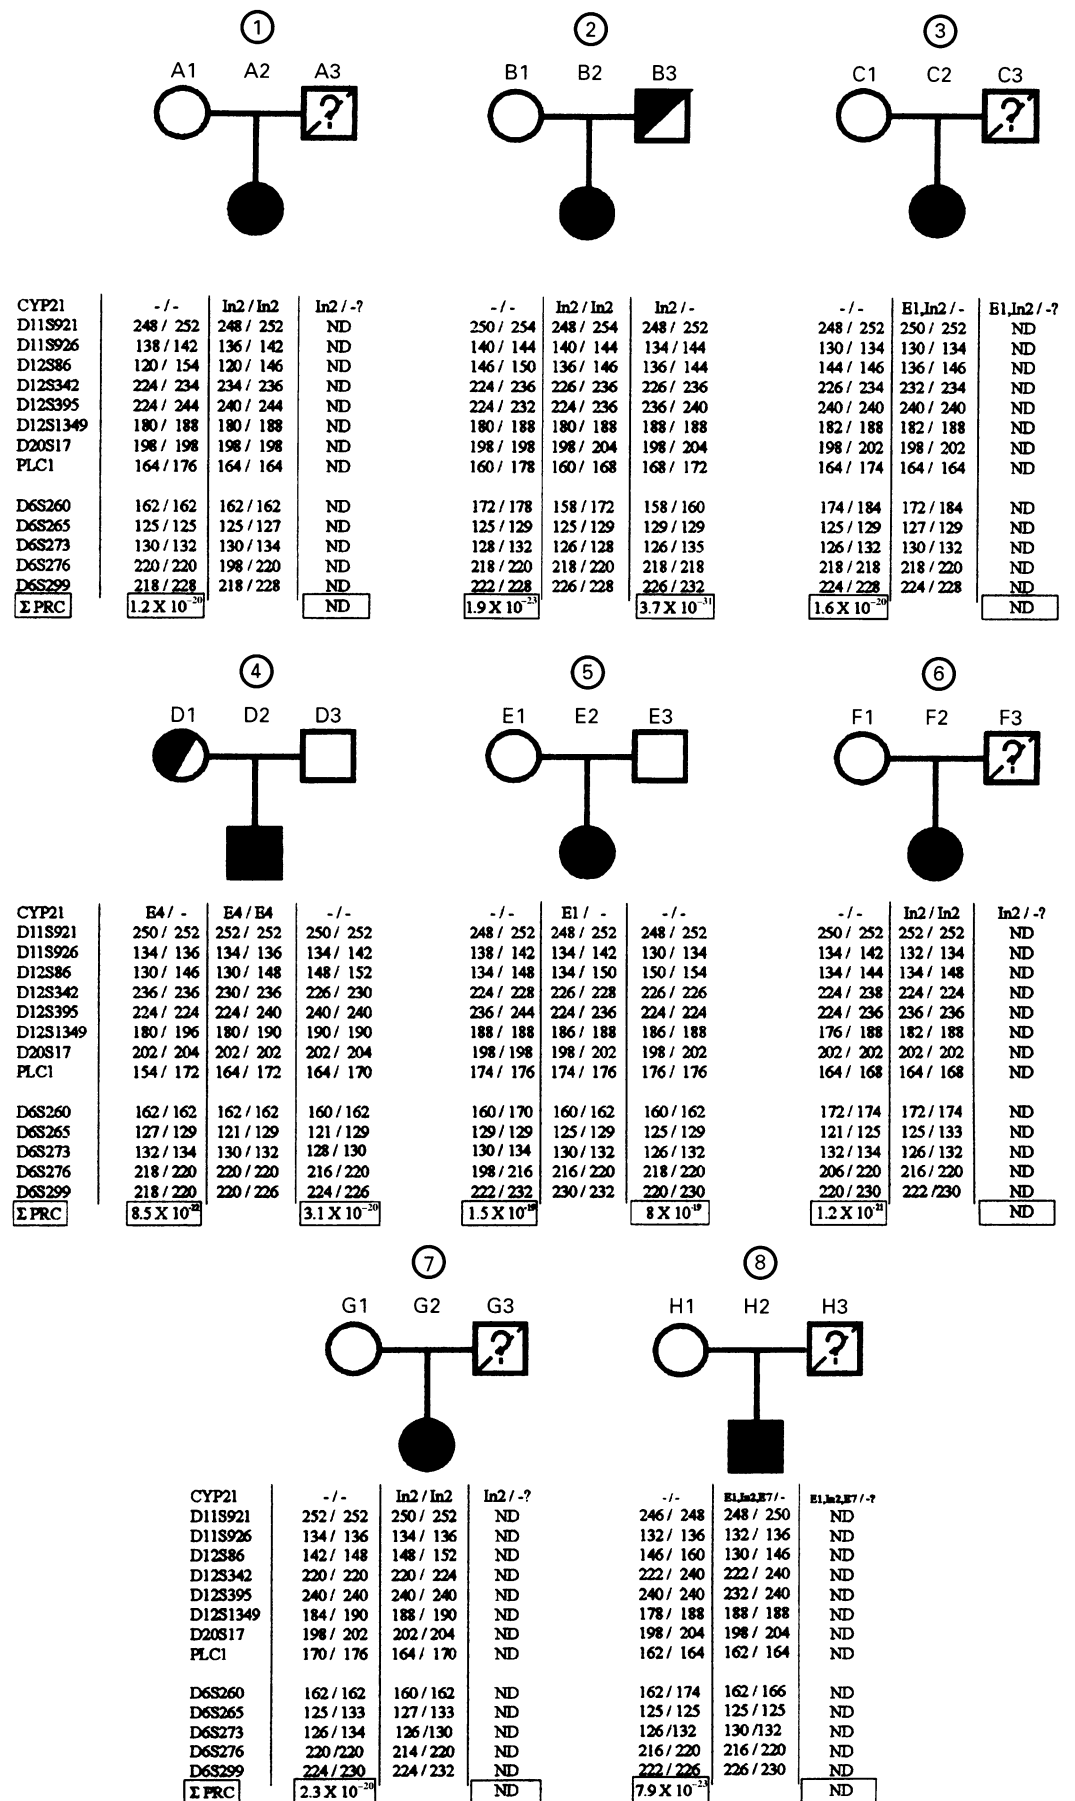 1 2 3
A1 A2 A3 B1 B2 B3 C1 C2 C3
? ?
CYP21 -/- In2/In2 In2/-? -/- In2/In2 In2/- -/- E1,In2/- E1,In2/-?
D11S921 248/252 248/252 ND 250/254 248/254 248/252 248/252 250/252 ND
D11S926 138/142 136/142 ND 140/144 140/144 134/144 130/134 130/134 ND
D12S86 120/154 120/146 ND 146/150 136/146 136/144 144/146 136/146 ND
D12S342 224/234 234/236 ND 224/236 226/236 226/236 226/234 232/234 ND
D12S395 224/244 240/244 ND 224/232 224/236 236/240 240/240 240/240 ND
D12S1349 180/188 180/188 ND 180/188 180/188 188/188 182/188 182/188 ND
D20S17 198/198 198/198 ND 198/198 198/204 198/204 198/202 198/202 ND
PLC1 164/176 164/164 ND 160/178 160/168 168/172 164/174 164/164 ND
D6S260 162/162 162/162 ND 172/178 158/172 158/160 174/184 172/184 ND
D6S265 125/125 125/127 ND 125/129 125/129 129/129 125/129 127/129 ND
D6S273 130/132 130/134 ND 128/132 126/128 126/135 126/132 130/132 ND
D6S276 220/220 198/220 ND 218/220 218/218 218/218 218/218 218/220 ND
D6S299 218/228 218/228 ND 222/228 226/228 226/232 224/228 224/228 ND
Σ PRC 1.2 X 10⁻²⁰ ND 1.9 X 10⁻²³ 3.7 X 10⁻³¹ 1.6 X 10⁻²⁰ ND
4 5 6
D1 D2 D3 E1 E2 E3 F1 F2 F3
?
CYP21 E4/- E4/E4 -/- -/- E1/- -/- -/- In2/In2 In2/-?
D11S921 250/252 252/252 250/252 248/252 248/252 248/252 250/252 252/252 ND
D11S926 134/136 134/136 134/142 138/142 134/142 130/134 134/142 132/134 ND
D12S86 130/146 130/148 148/152 134/148 134/150 150/154 134/144 134/148 ND
D12S342 236/236 230/236 226/230 224/228 226/228 226/226 224/238 224/224 ND
D12S395 224/224 224/240 240/240 236/244 224/236 224/224 224/236 236/236 ND
D12S1349 180/196 180/190 190/190 188/188 186/188 186/188 176/188 182/188 ND
D20S17 202/204 202/202 202/204 198/198 198/202 198/202 202/202 202/202 ND
PLC1 154/172 164/172 164/170 174/176 174/176 176/176 164/168 164/168 ND
D6S260 162/162 162/162 160/162 160/170 160/162 160/162 172/174 172/174 ND
D6S265 127/129 121/129 121/129 129/129 125/129 125/129 121/125 125/133 ND
D6S273 132/134 130/132 128/130 130/134 130/132 126/132 132/134 126/132 ND
D6S276 218/220 220/220 216/220 198/216 216/220 218/220 206/220 216/220 ND
D6S299 218/220 220/226 224/226 222/232 230/232 220/230 220/230 222/230 ND
Σ PRC 8.5 X 10⁻²² 3.1 X 10⁻²⁰ 1.5 X 10⁻¹⁹ 8 X 10⁻¹⁹ 1.2 X 10⁻²¹ ND
7 8
G1 G2 G3 H1 H2 H3
? ?
CYP21 -/- In2/In2 In2/-? -/- E1,In2,E7/- E1,In2,E7/-?
D11S921 252/252 250/252 ND 246/248 248/250 ND
D11S926 134/136 134/136 ND 132/136 132/136 ND
D12S86 142/148 148/152 ND 146/160 130/146 ND
D12S342 220/220 220/224 ND 222/240 222/240 ND
D12S395 240/240 240/240 ND 240/240 232/240 ND
D12S1349 184/190 188/190 ND 178/188 188/188 ND
D20S17 198/202 202/204 ND 198/204 198/204 ND
PLC1 170/176 164/170 ND 162/164 162/164 ND
D6S260 162/162 160/162 ND 162/174 162/166 ND
D6S265 125/133 127/133 ND 125/125 125/125 ND
D6S273 126/134 126/130 ND 126/132 130/132 ND
D6S276 220/220 214/220 ND 216/220 216/220 ND
D6S299 224/230 224/232 ND 222/226 226/230 ND
Σ PRC 2.3 X 10⁻²⁰ ND 7.9 X 10⁻²³ ND